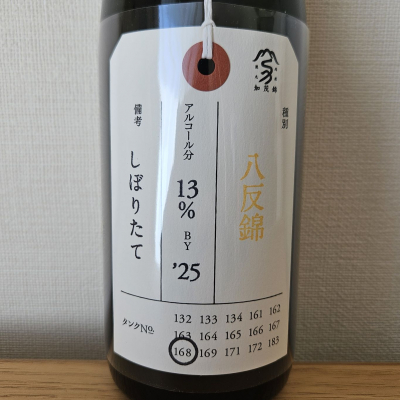 加茂錦
種別
八反錦
アルコール分
13%
BY
'25
備考
しぼりたて
タンクNo.
132 133 134 161 162
163 164 165 166 167
168 169 171 172 183